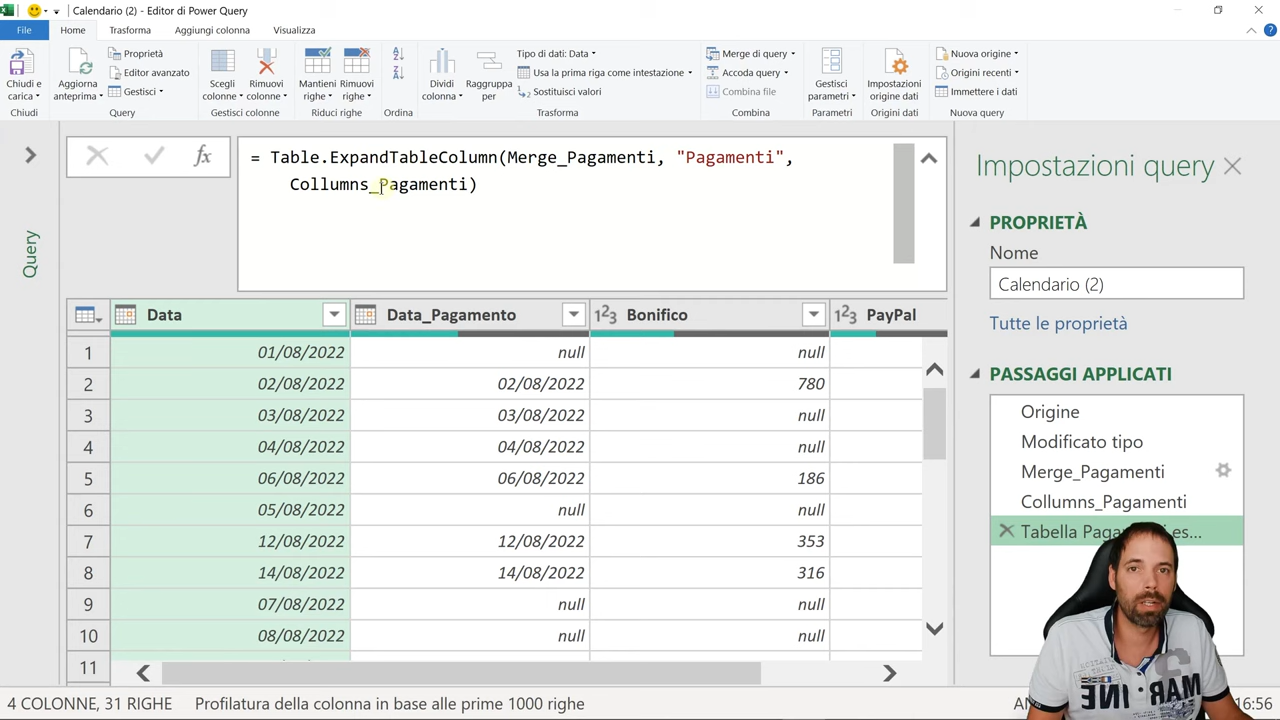 Calendario (2) - Editor di Power Query
File Home Trasforma Aggiungi colonna Visualizza
Chiudi e carica
Chiudi
Aggiorna anteprima
Proprietà
Editor avanzato
Gestisci
Query
Scegli colonne
Rimuovi colonne
Gestisci colonne
Mantieni righe
Rimuovi righe
Riduci righe
Ordina
Dividi colonna
Raggruppa per
Tipo di dati: Data
Usa la prima riga come intestazione
Sostituisci valori
Trasforma
Merge di query
Accoda query
Combina file
Combina
Gestisci parametri
Parametri
Impostazioni origine dati
Origini dati
Nuova origine
Origini recenti
Immettere i dati
Nuova query
= Table.ExpandTableColumn(Merge_Pagamenti, "Pagamenti",
Collumns_Pagamenti)
Query
Data Data_Pagamento 123 Bonifico 123 PayPal
1 01/08/2022 null null
2 02/08/2022 02/08/2022 780
3 03/08/2022 03/08/2022 null
4 04/08/2022 04/08/2022 null
5 06/08/2022 06/08/2022 186
6 05/08/2022 null null
7 12/08/2022 12/08/2022 353
8 14/08/2022 14/08/2022 316
9 07/08/2022 null null
10 08/08/2022 null null
11
Impostazioni query
PROPRIETÀ
Nome
Calendario (2)
Tutte le proprietà
PASSAGGI APPLICATI
Origine
Modificato tipo
Merge_Pagamenti
Collumns_Pagamenti
4 COLONNE, 31 RIGHE Profilatura della colonna in base alle prime 1000 righe
16:56